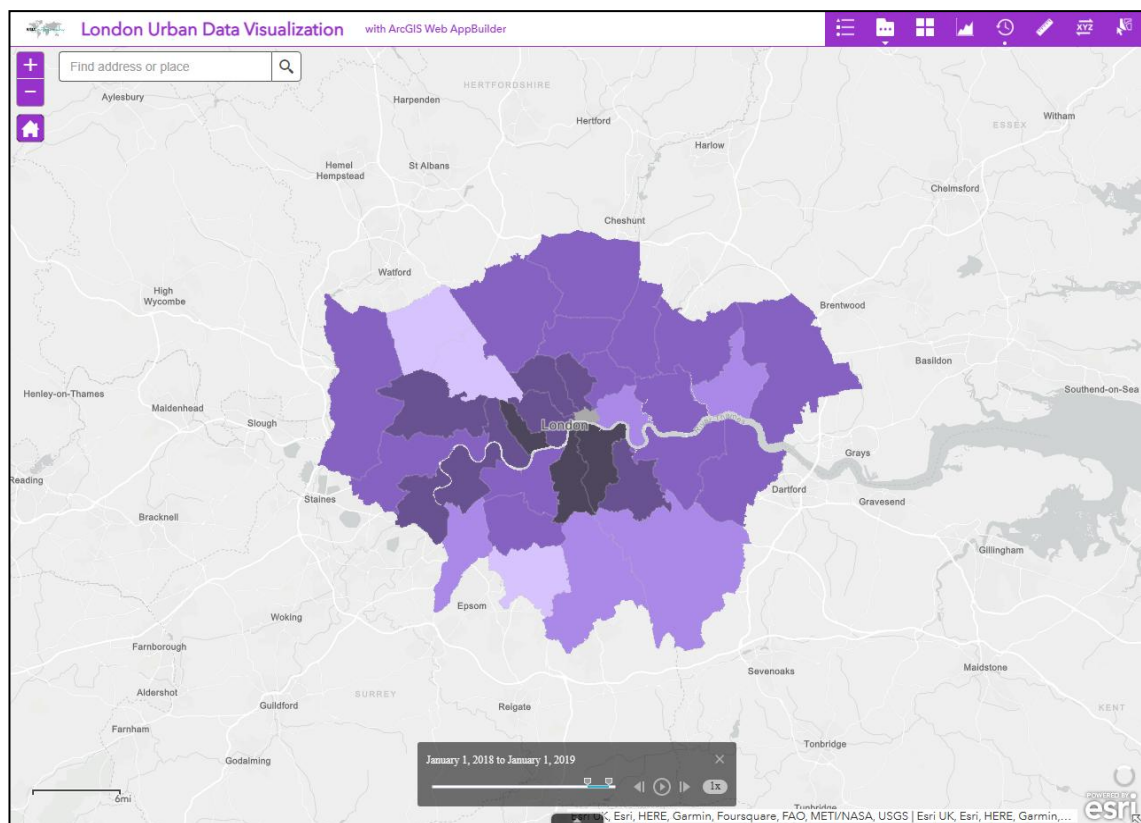 London Urban Data Visualization with ArcGIS Web AppBuilder
XYZ
+
Find address or place
−
HERTFORDSHIRE
Aylesbury
Harpenden
Witham
Hertford
ESSEX
Harlow
Hemel
Hempstead
St Albans
Chelmsford
Cheshunt
Watford
High
Wycombe
Brentwood
Basildon
Henley-on-Thames
Southend-on-Sea
Maidenhead
Slough
London
Grays
Reading
Staines
Dartford
Gravesend
Bracknell
Gillingham
Epsom
Woking
Farnborough
Sevenoaks
Maidstone
Aldershot
SURREY
Guildford
Reigate
KENT
Farnham
Tonbridge
January 1, 2018 to January 1, 2019
Godalming
1x
6mi
POWERED BY
esri
Esri UK, Esri, HERE, Garmin, Foursquare, FAO, METI/NASA, USGS | Esri UK, Esri, HERE, Garmin,...